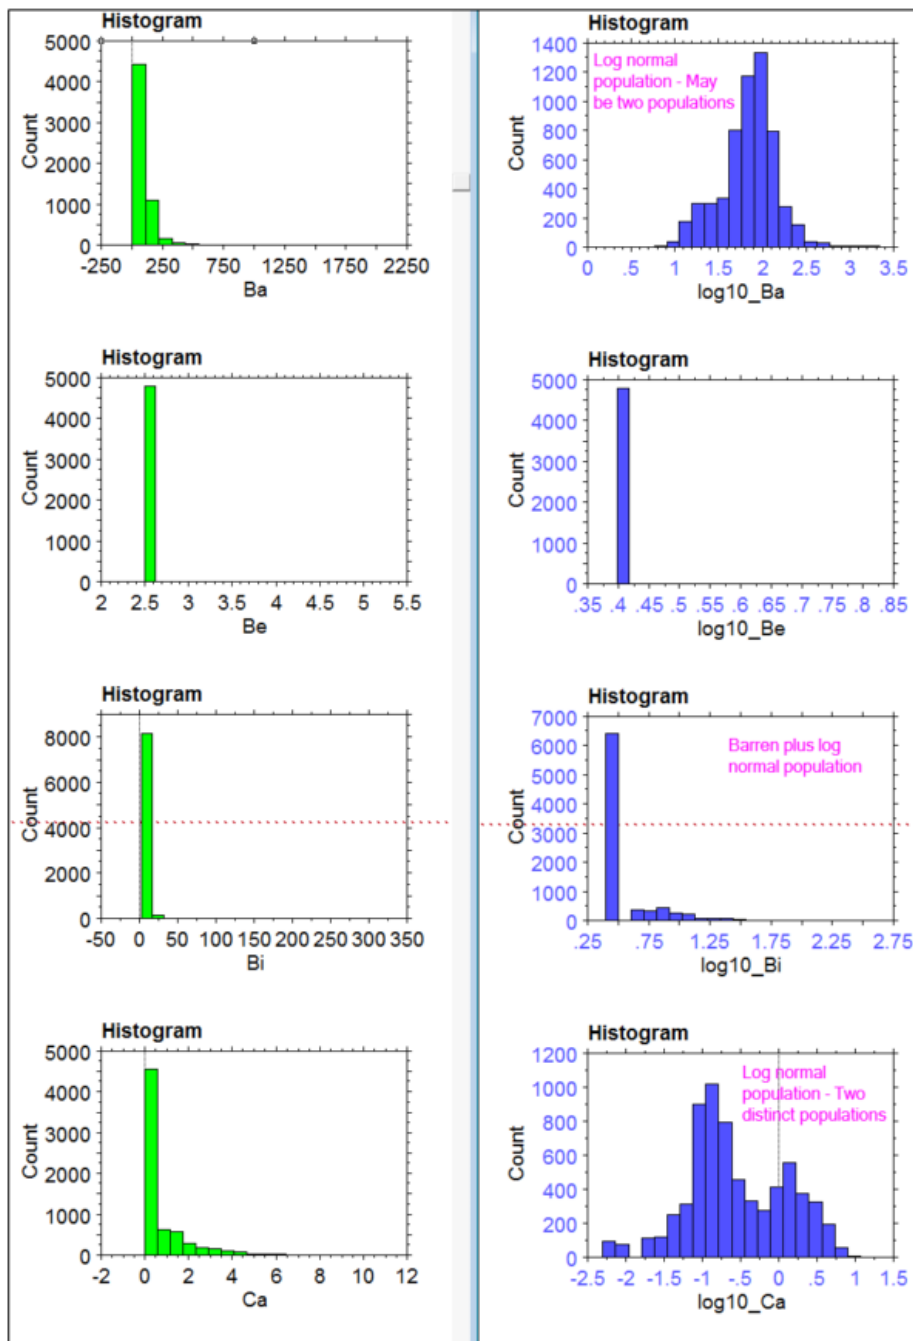 Histogram
5000
4000
3000
2000
1000
0
Count
-250 250 750 1250 1750 2250
Ba
Histogram
1400
1200
1000
800
600
400
200
0
Count
Log normal
population - May
be two populations
0 .5 1 1.5 2 2.5 3 3.5
log10_Ba
Histogram
5000
4000
3000
2000
1000
0
Count
2 2.5 3 3.5 4 4.5 5 5.5
Be
Histogram
5000
4000
3000
2000
1000
0
Count
.35 .4 .45 .5 .55 .6 .65 .7 .75 .8 .85
log10_Be
Histogram
8000
6000
4000
2000
0
Count
-50 0 50 100 150 200 250 300 350
Bi
Histogram
7000
6000
5000
4000
3000
2000
1000
0
Count
Barren plus log
normal population
.25 .75 1.25 1.75 2.25 2.75
log10_Bi
Histogram
5000
4000
3000
2000
1000
0
Count
-2 0 2 4 6 8 10 12
Ca
Histogram
1200
1000
800
600
400
200
0
Count
Log normal
population - Two
distinct populations
-2.5 -2 -1.5 -1 -.5 0 .5 1 1.5
log10_Ca